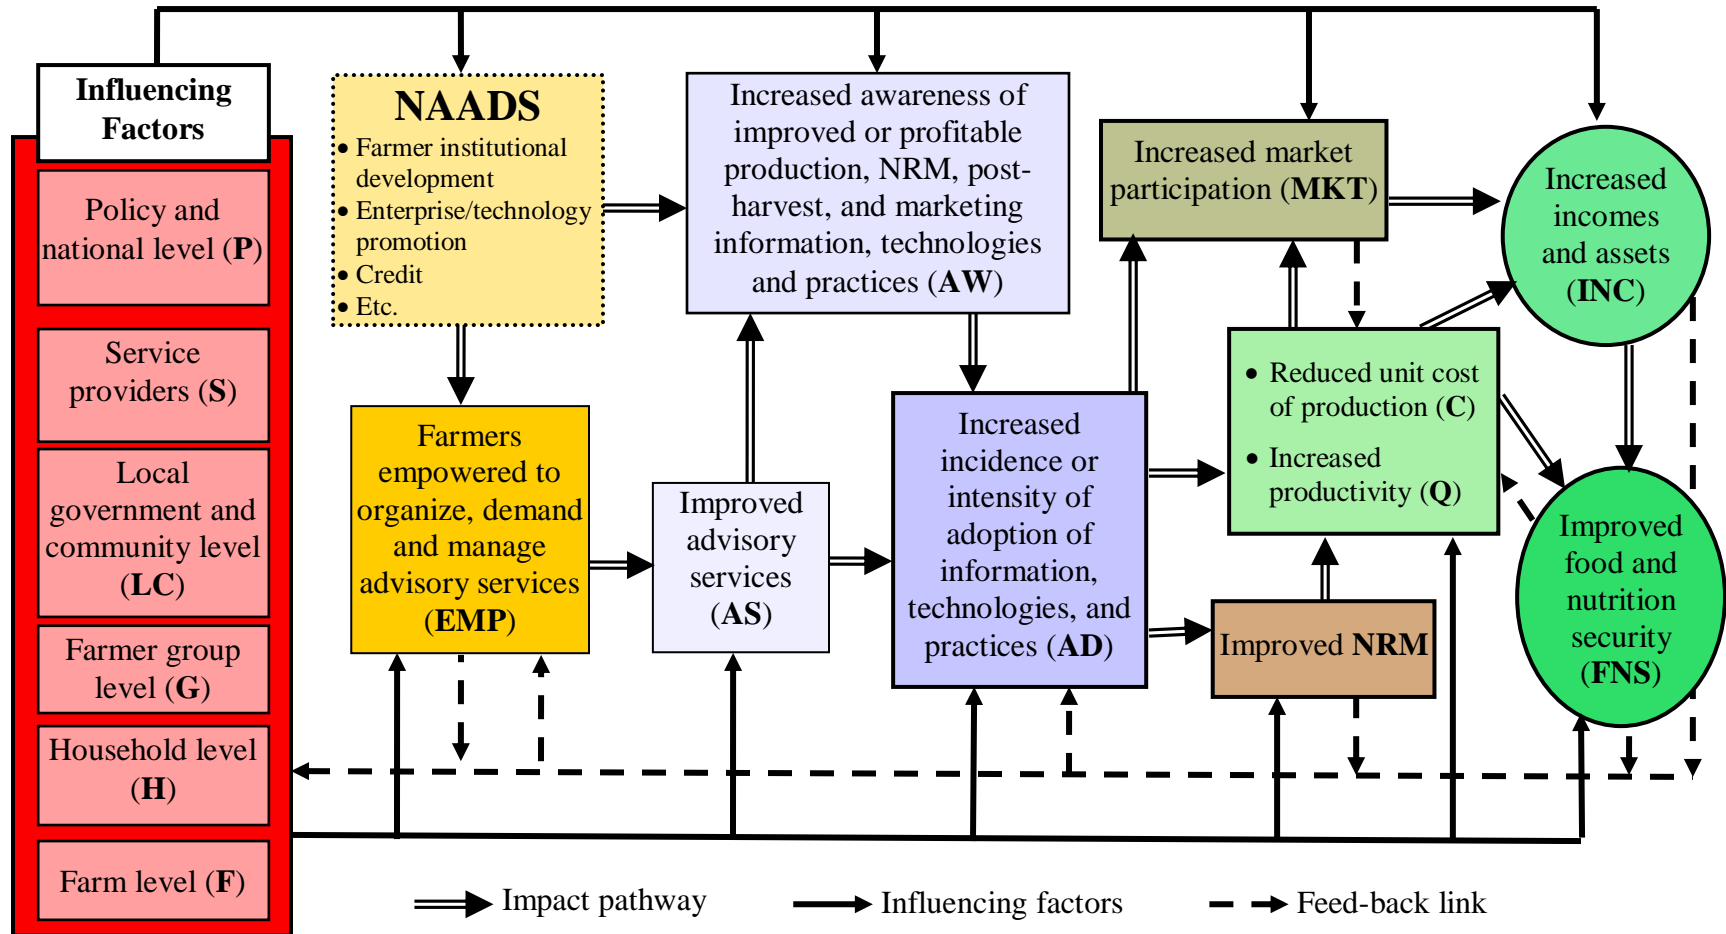 Influencing
Factors
Policy and
national level (P)
Service
providers (S)
Local
government and
community level
(LC)
Farmer group
level (G)
Household level
(H)
Farm level (F)
NAADS
• Farmer institutional
development
• Enterprise/technology
promotion
• Credit
• Etc.
Farmers
empowered to
organize, demand
and manage
advisory services
(EMP)
Increased awareness of
improved or profitable
production, NRM, post-
harvest, and marketing
information, technologies
and practices (AW)
Improved
advisory
services
(AS)
Increased
incidence or
intensity of
adoption of
information,
technologies, and
practices (AD)
Increased market
participation (MKT)
• Reduced unit cost
of production (C)
• Increased
productivity (Q)
Improved NRM
Increased
incomes
and assets
(INC)
Improved
food and
nutrition
security
(FNS)
Impact pathway
Influencing factors
Feed-back link